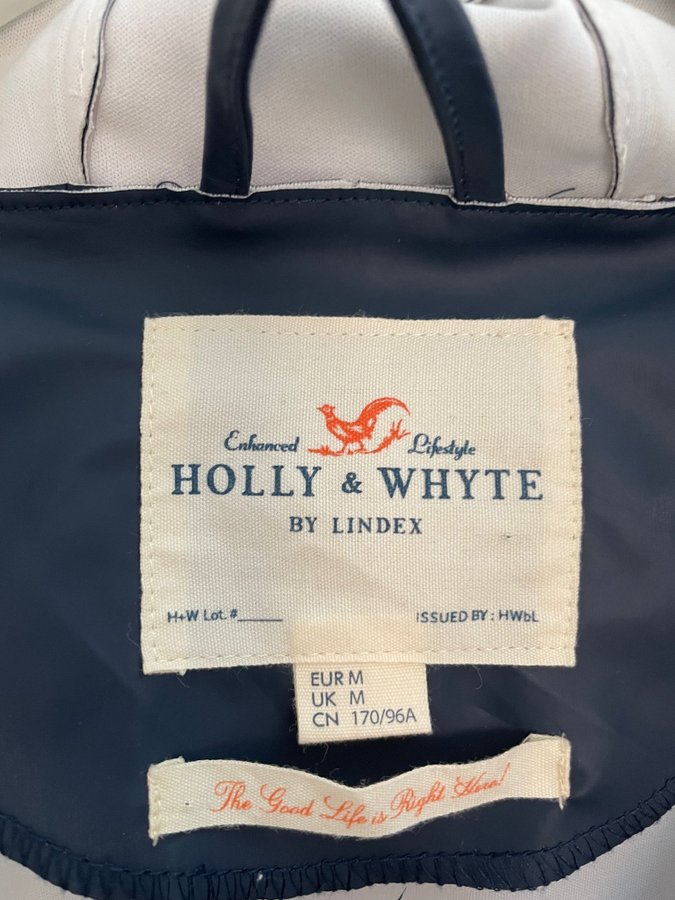 Enhanced Lifestyle
HOLLY & WHYTE
BY LINDEX
H+W Lot.#______ ISSUED BY: HWbL
EUR M
UK M
CN 170/96A
The Good Life is Right Here!